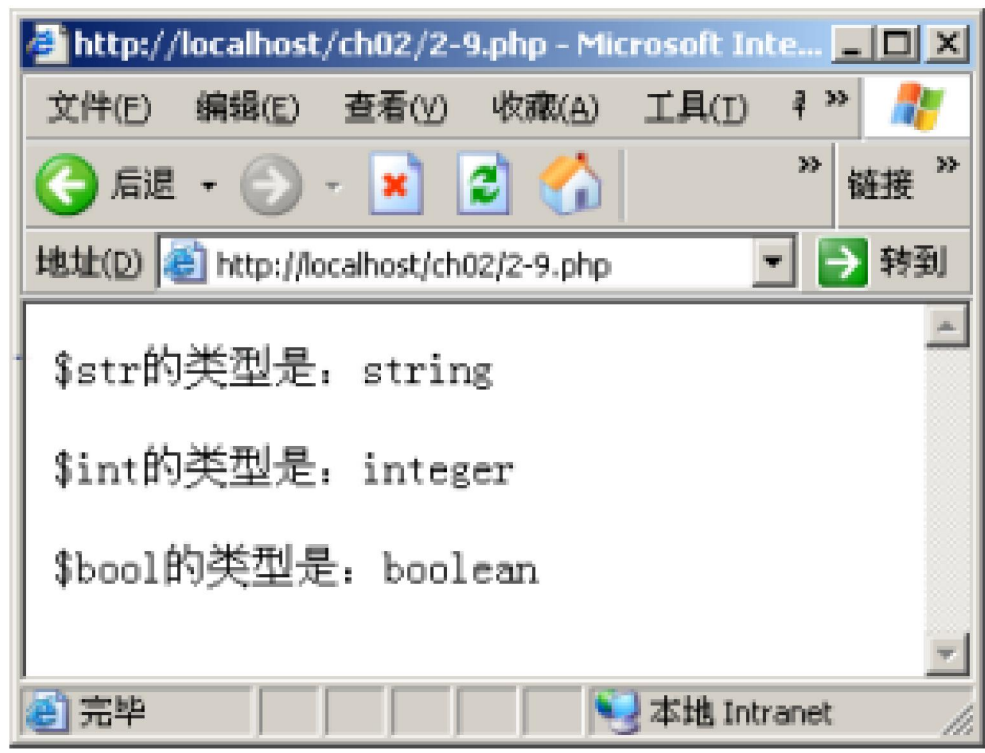 http://localhost/ch02/2-9.php - Microsoft Inte...
文件(F) 编辑(E) 查看(V) 收藏(A) 工具(T) »
后退 » 链接 »
地址(D) http://localhost/ch02/2-9.php 转到
$str的类型是：string
$int的类型是：integer
$bool的类型是：boolean
完毕 本地 Intranet